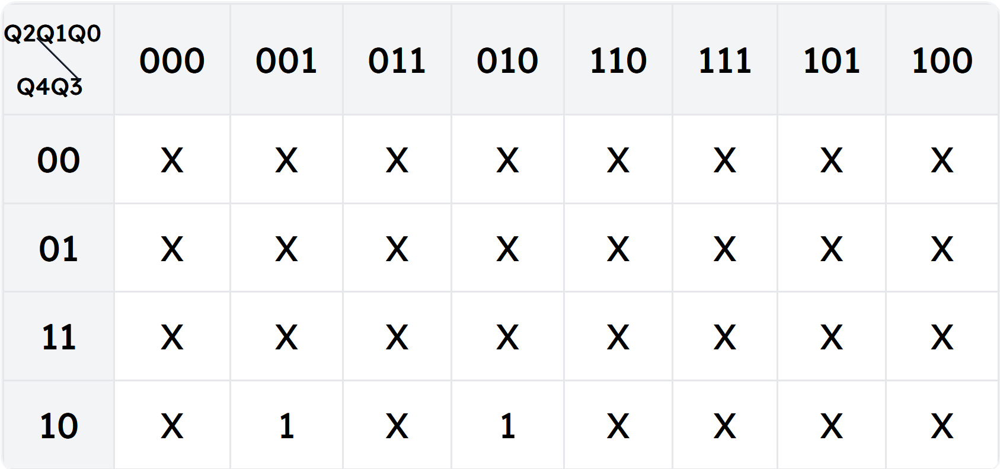 Q2Q1Q0
Q4Q3
000 001 011 010 110 111 101 100
00 X X X X X X X X
01 X X X X X X X X
11 X X X X X X X X
10 X 1 X 1 X X X X